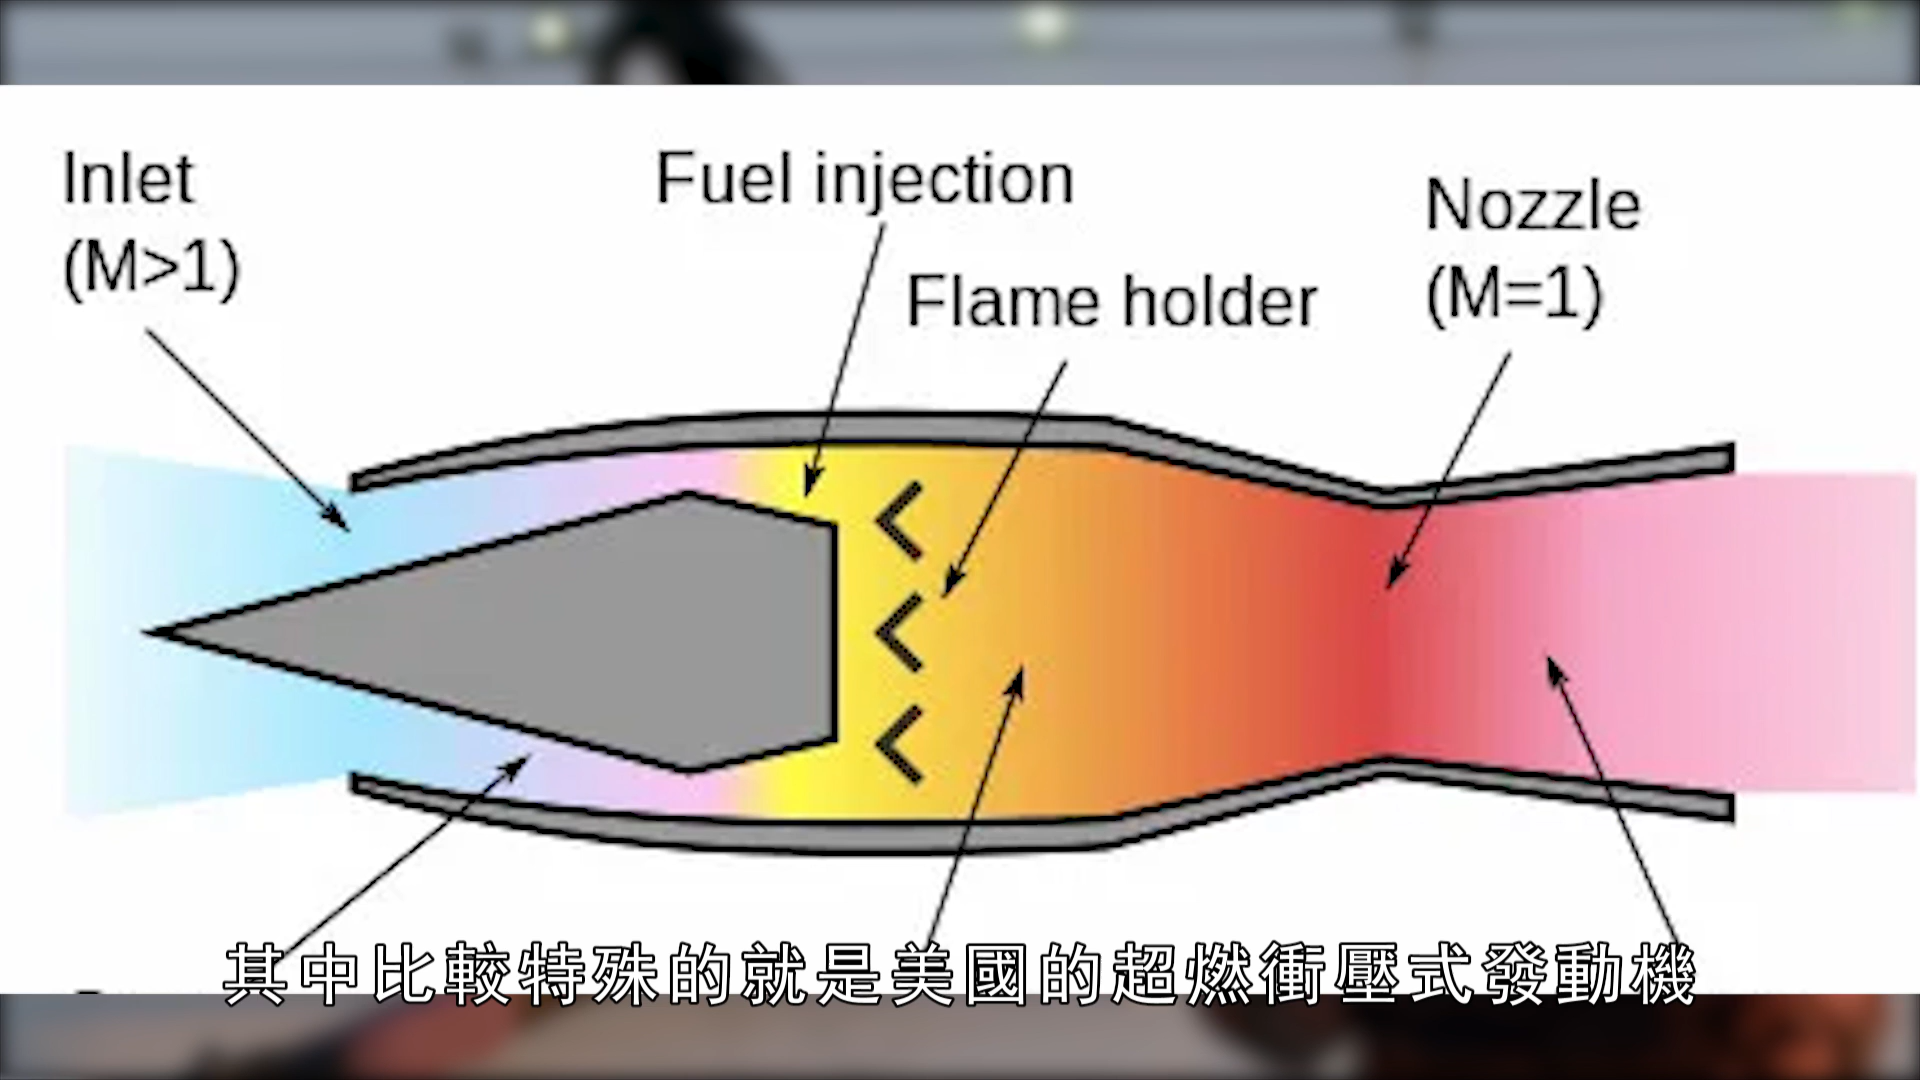 Inlet
(M>1)
Fuel injection
Flame holder
Nozzle
(M=1)
其中比較特殊的就是美國的超燃衝壓式發動機